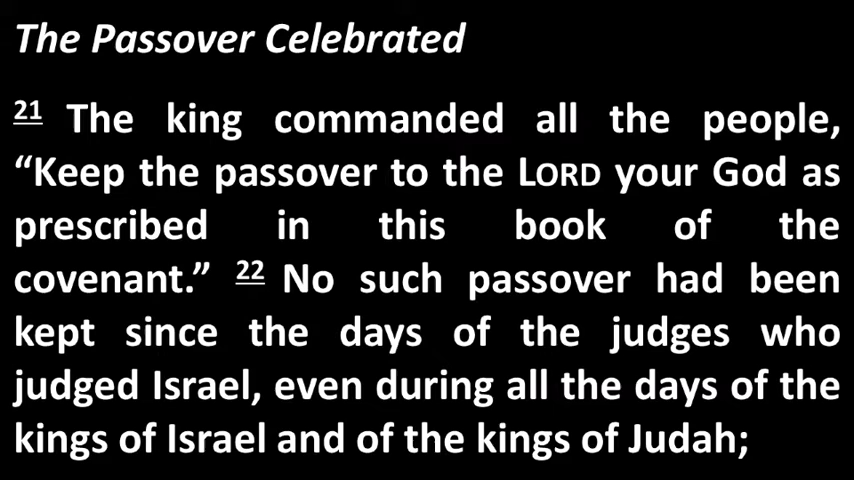 The Passover Celebrated
21 The king commanded all the people,
“Keep the passover to the LORD your God as
prescribed in this book of the
covenant.” 22 No such passover had been
kept since the days of the judges who
judged Israel, even during all the days of the
kings of Israel and of the kings of Judah;